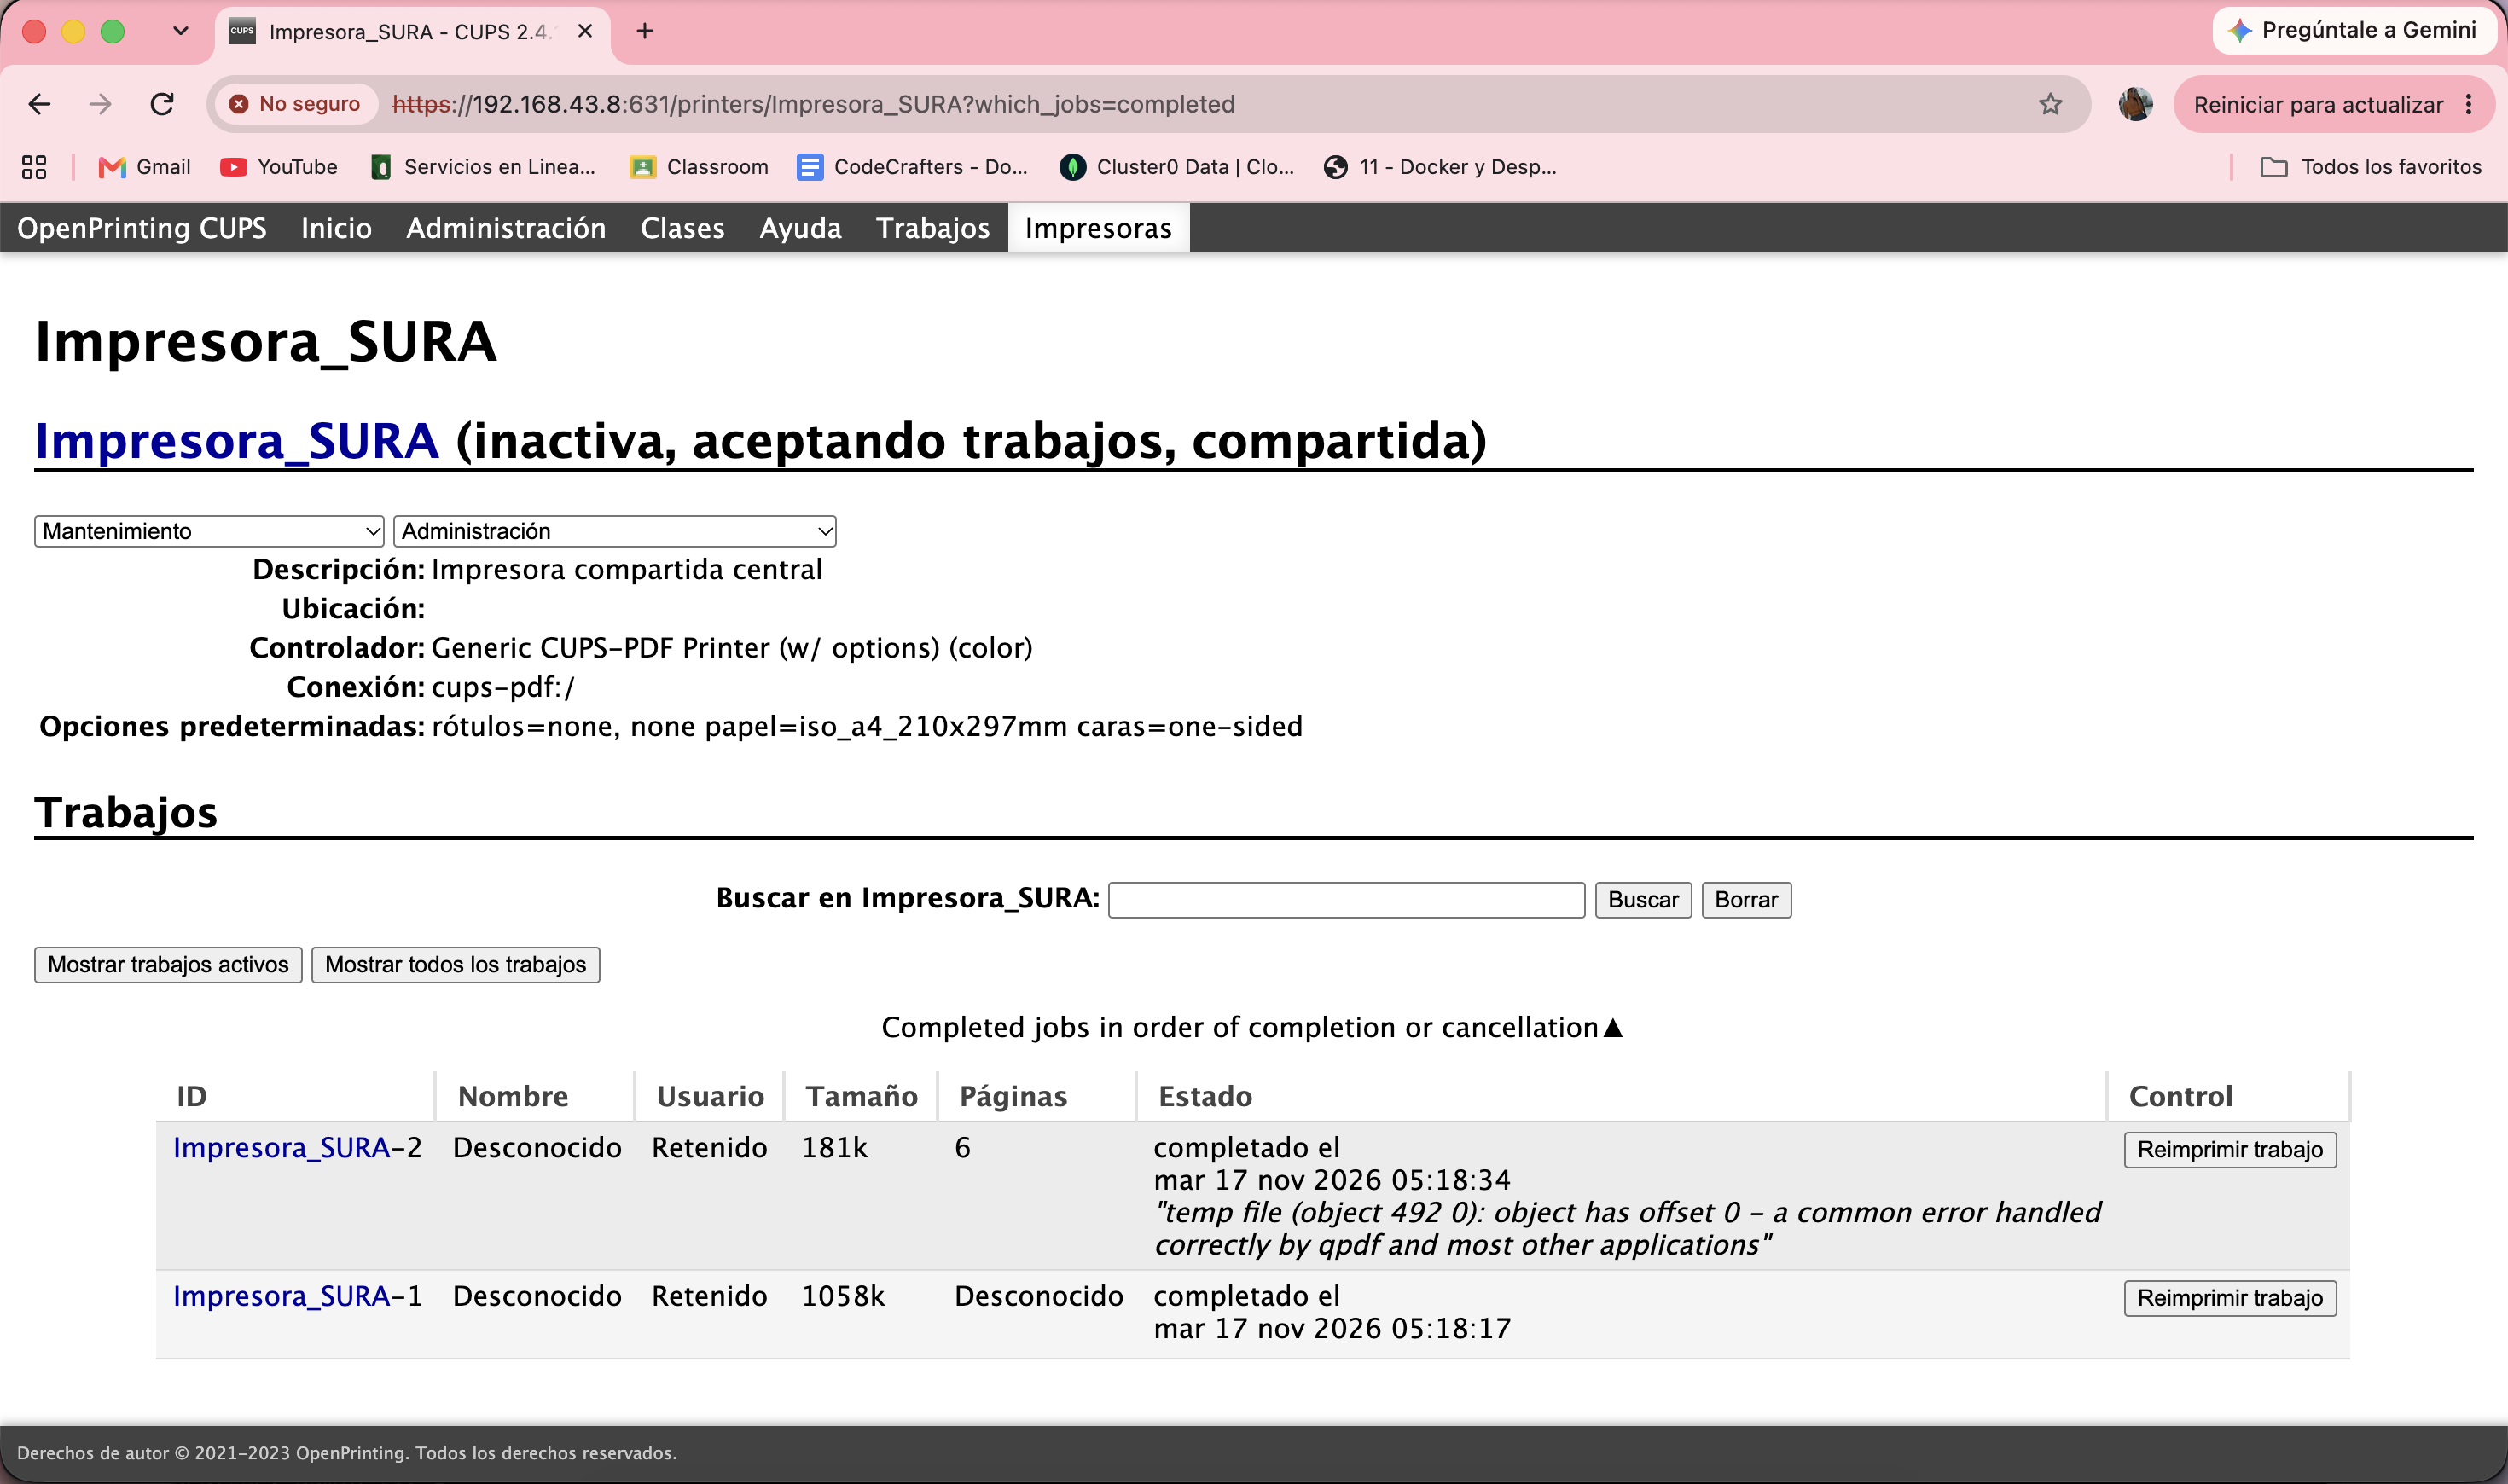 CUPS Impresora_SURA - CUPS 2.4.
Pregúntale a Gemini
No seguro https://192.168.43.8:631/printers/Impresora_SURA?which_jobs=completed
Reiniciar para actualizar
Gmail YouTube Servicios en Linea... Classroom CodeCrafters - Do... Cluster0 Data | Clo... 11 - Docker y Desp... Todos los favoritos
OpenPrinting CUPS Inicio Administración Clases Ayuda Trabajos Impresoras
Impresora_SURA
Impresora_SURA (inactiva, aceptando trabajos, compartida)
Mantenimiento Administración
Descripción: Impresora compartida central
Ubicación:
Controlador: Generic CUPS-PDF Printer (w/ options) (color)
Conexión: cups-pdf:/
Opciones predeterminadas: rótulos=none, none papel=iso_a4_210x297mm caras=one-sided
Trabajos
Buscar en Impresora_SURA: Buscar Borrar
Mostrar trabajos activos Mostrar todos los trabajos
Completed jobs in order of completion or cancellation▲
ID Nombre Usuario Tamaño Páginas Estado Control
Impresora_SURA-2 Desconocido Retenido 181k 6 completado el Reimprimir trabajo
mar 17 nov 2026 05:18:34
"temp file (object 492 0): object has offset 0 - a common error handled
correctly by qpdf and most other applications"
Impresora_SURA-1 Desconocido Retenido 1058k Desconocido completado el Reimprimir trabajo
mar 17 nov 2026 05:18:17
Derechos de autor © 2021-2023 OpenPrinting. Todos los derechos reservados.